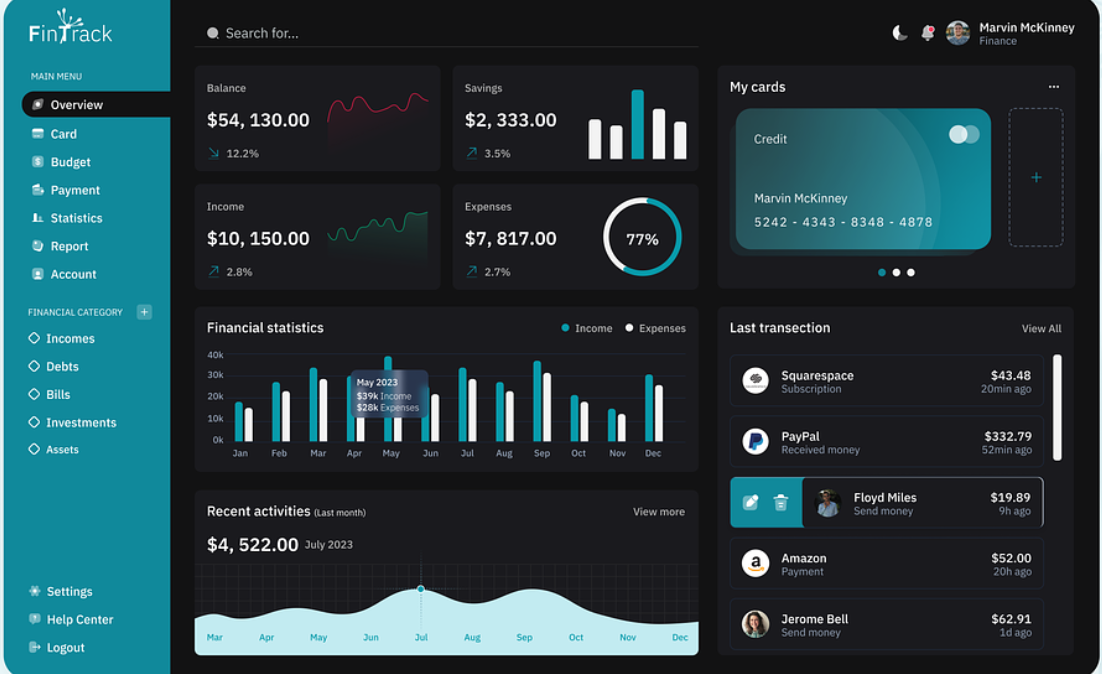 FinTrack
MAIN MENU
Overview
Card
Budget
Payment
Statistics
Report
Account
FINANCIAL CATEGORY +
Incomes
Debts
Bills
Investments
Assets
Settings
Help Center
Logout
Search for...
Marvin McKinney
Finance
Balance
$54, 130.00
12.2%
Savings
$2, 333.00
3.5%
Income
$10, 150.00
2.8%
Expenses
$7, 817.00
2.7%
77%
My cards ...
Credit
Marvin McKinney
5242 - 4343 - 8348 - 4878
+
Financial statistics
Income Expenses
40k
30k
20k
10k
0k
May 2023
$39k Income
$28k Expenses
Jan Feb Mar Apr May Jun Jul Aug Sep Oct Nov Dec
Recent activities (Last month) View more
$4, 522.00 July 2023
Mar Apr May Jun Jul Aug Sep Oct Nov Dec
Last transection View All
Squarespace $43.48
Subscription 20min ago
PayPal $332.79
Received money 52min ago
Floyd Miles $19.89
Send money 9h ago
Amazon $52.00
Payment 20h ago
Jerome Bell $62.91
Send money 1d ago